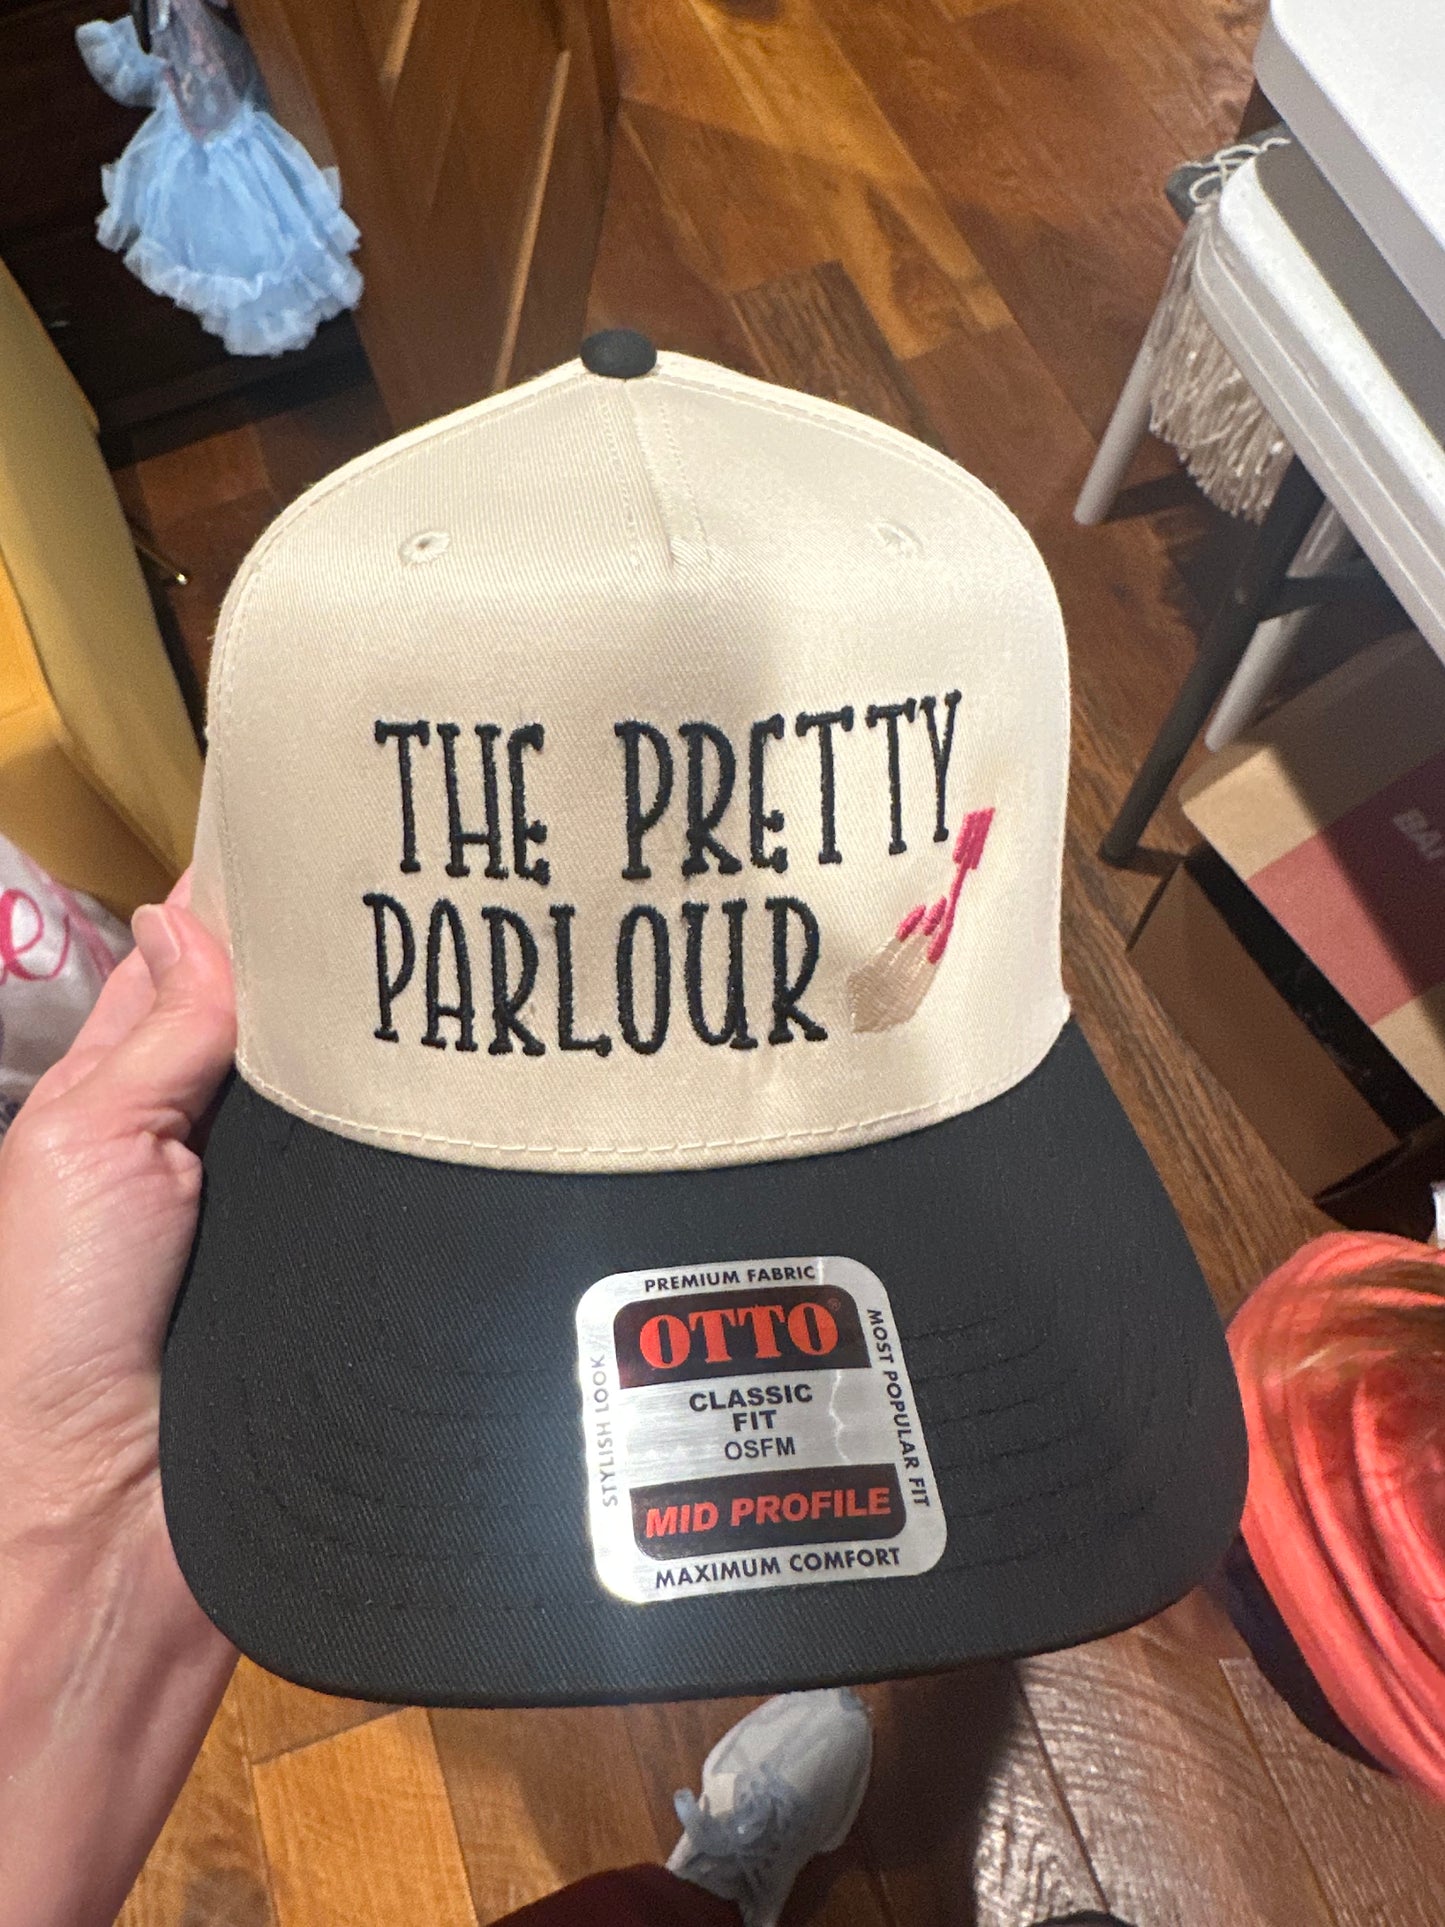 THE PRETTY
PARLOUR
PREMIUM FABRIC
OTTO®
CLASSIC
FIT
OSFM
MID PROFILE
MAXIMUM COMFORT
STYLISH LOOK
MOST POPULAR FIT